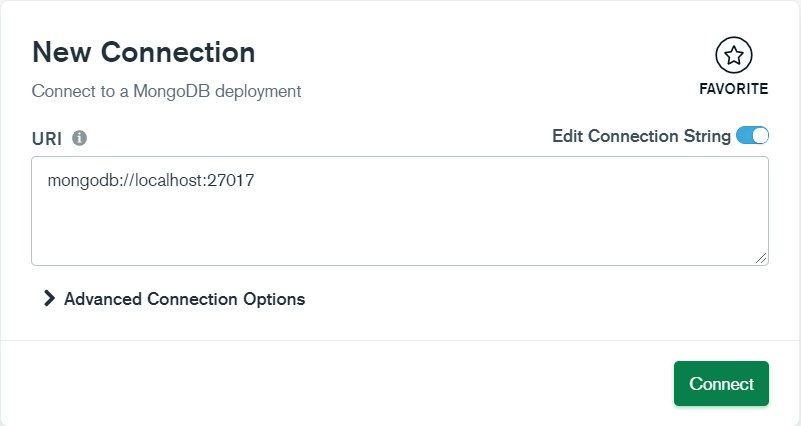 New Connection
Connect to a MongoDB deployment
FAVORITE
URI
Edit Connection String
mongodb://localhost:27017
Advanced Connection Options
Connect